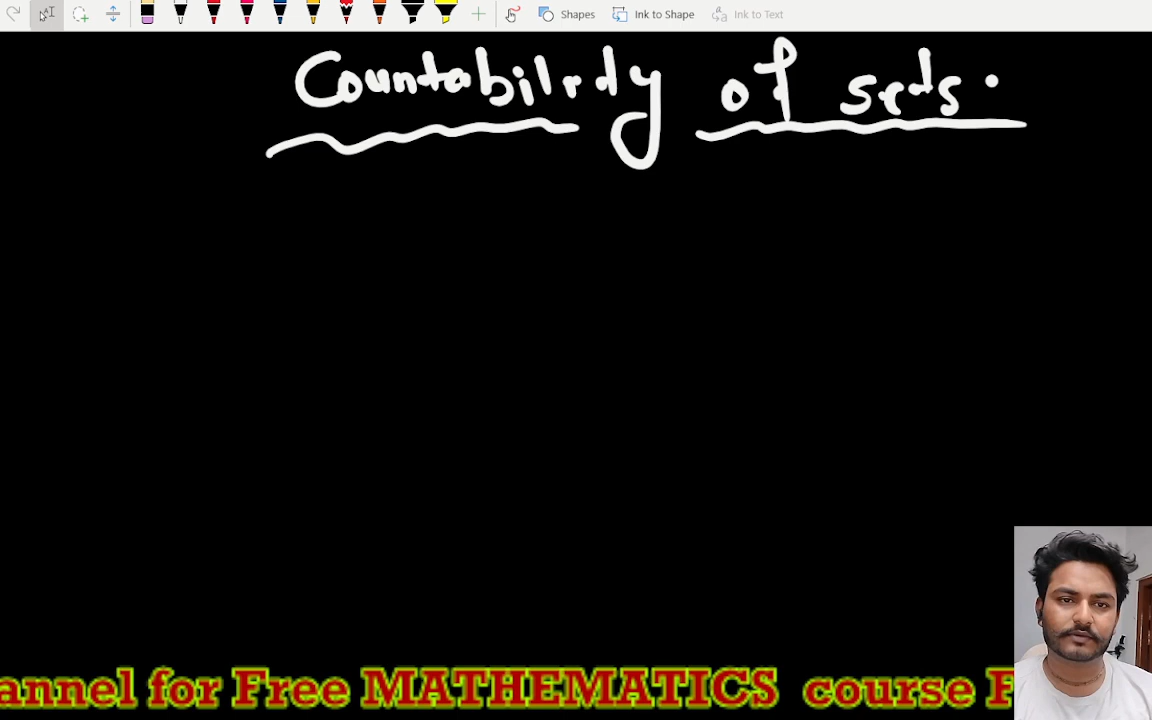 Shapes Ink to Shape Ink to Text
Countability of sets.
annel for Free MATHEMATICS course F